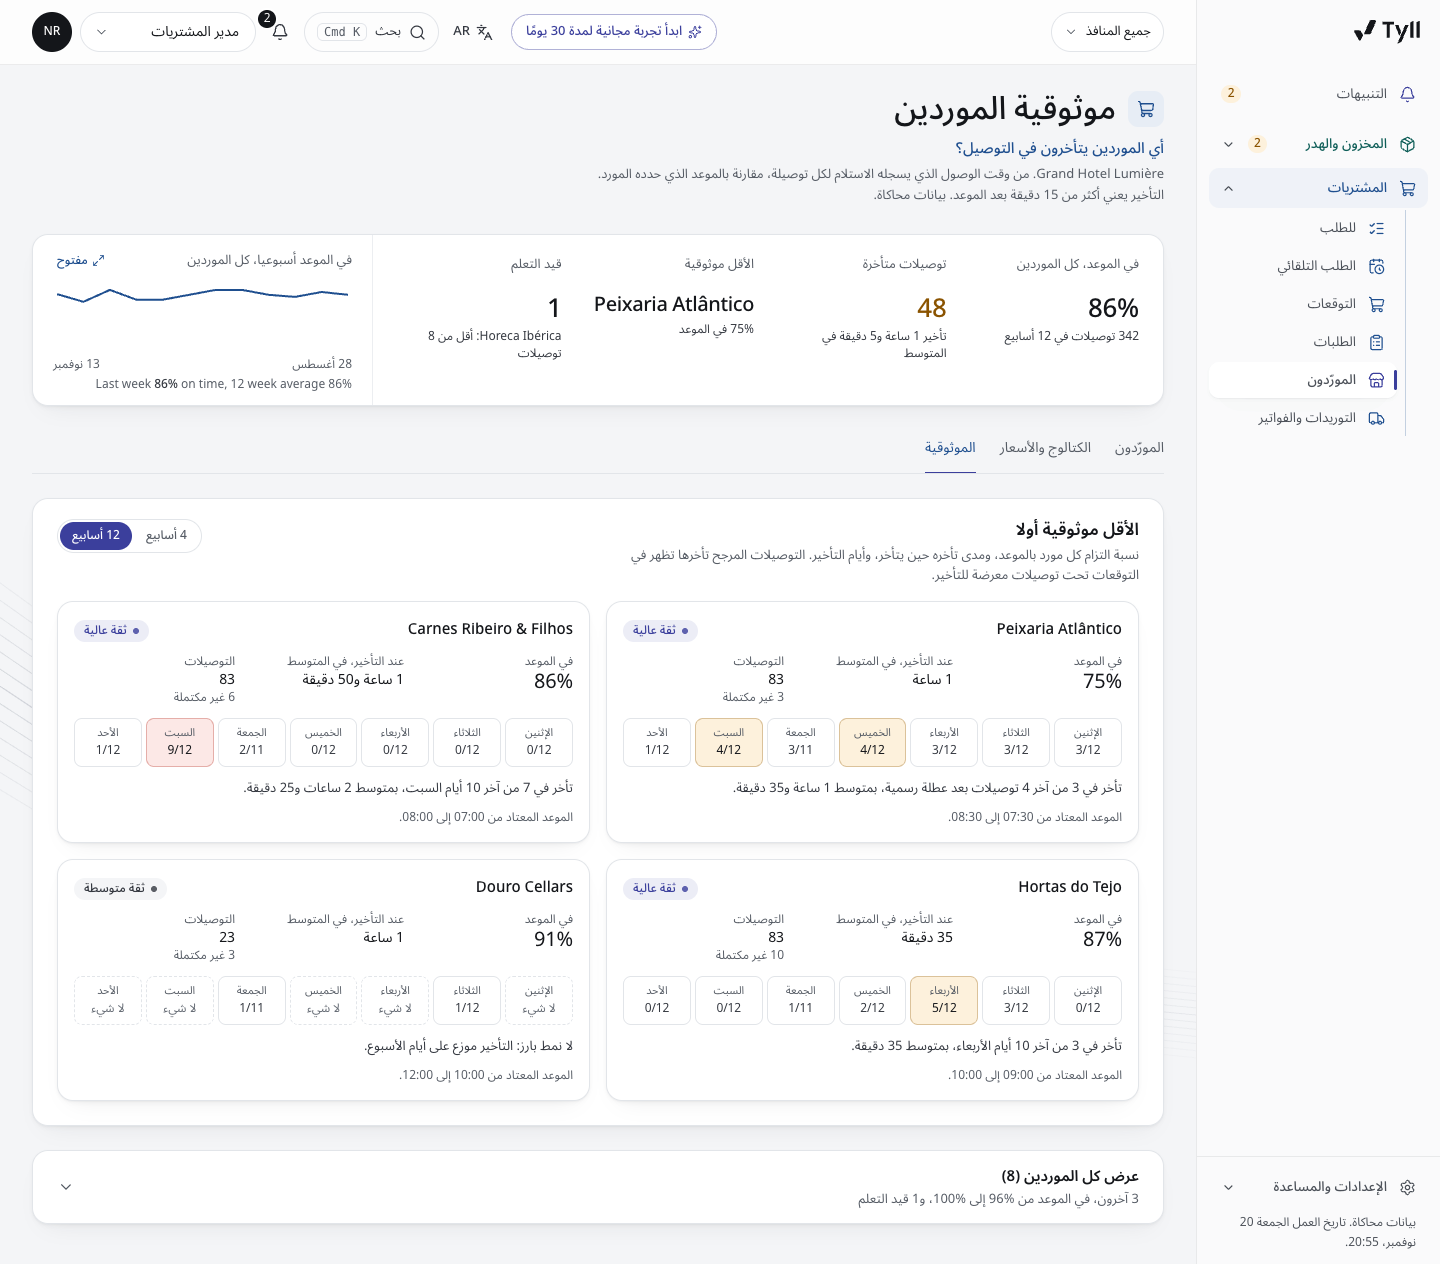 Tyll
التنبيهات
2
المخزون والهدر
2
المشتريات
للطلب
الطلب التلقائي
التوقعات
الطلبات
المورّدون
التوريدات والفواتير
الإعدادات والمساعدة
بيانات محاكاة. تاريخ العمل الجمعة 20
نوفمبر، 20:55.
جميع المنافذ
ابدأ تجربة مجانية لمدة 30 يومًا
AR
بحث
Cmd K
2
مدير المشتريات
NR
موثوقية الموردين
أي الموردين يتأخرون في التوصيل؟
Grand Hotel Lumière. من وقت الوصول الذي يسجله الاستلام لكل توصيلة، مقارنة بالموعد الذي حدده المورد.
التأخير يعني أكثر من 15 دقيقة بعد الموعد. بيانات محاكاة.
في الموعد، كل الموردين
86%
342 توصيلات في 12 أسابيع
توصيلات متأخرة
48
تأخير 1 ساعة و5 دقيقة في
المتوسط
الأقل موثوقية
Peixaria Atlântico
75% في الموعد
قيد التعلم
1
Horeca Ibérica: أقل من 8
توصيلات
في الموعد أسبوعيا، كل الموردين
مفتوح
28 أغسطس
13 نوفمبر
Last week 86% on time, 12 week average 86%
المورّدون
الكتالوج والأسعار
الموثوقية
الأقل موثوقية أولا
نسبة التزام كل مورد بالموعد، ومدى تأخره حين يتأخر، وأيام التأخير. التوصيلات المرجح تأخرها تظهر في
التوقعات تحت توصيلات معرضة للتأخير.
4 أسابيع
12 أسابيع
Peixaria Atlântico
ثقة عالية
في الموعد
75%
عند التأخير، في المتوسط
1 ساعة
التوصيلات
83
3 غير مكتملة
الإثنين
3/12
الثلاثاء
3/12
الأربعاء
3/12
الخميس
4/12
الجمعة
3/11
السبت
4/12
الأحد
1/12
تأخر في 3 من آخر 4 توصيلات بعد عطلة رسمية، بمتوسط 1 ساعة و35 دقيقة.
الموعد المعتاد من 07:30 إلى 08:30.
Carnes Ribeiro & Filhos
ثقة عالية
في الموعد
86%
عند التأخير، في المتوسط
1 ساعة و50 دقيقة
التوصيلات
83
6 غير مكتملة
الإثنين
0/12
الثلاثاء
0/12
الأربعاء
0/12
الخميس
0/12
الجمعة
2/11
السبت
9/12
الأحد
1/12
تأخر في 7 من آخر 10 أيام السبت، بمتوسط 2 ساعات و25 دقيقة.
الموعد المعتاد من 07:00 إلى 08:00.
Hortas do Tejo
ثقة عالية
في الموعد
87%
عند التأخير، في المتوسط
35 دقيقة
التوصيلات
83
10 غير مكتملة
الإثنين
0/12
الثلاثاء
3/12
الأربعاء
5/12
الخميس
2/12
الجمعة
1/11
السبت
0/12
الأحد
0/12
تأخر في 3 من آخر 10 أيام الأربعاء، بمتوسط 35 دقيقة.
الموعد المعتاد من 09:00 إلى 10:00.
Douro Cellars
ثقة متوسطة
في الموعد
91%
عند التأخير، في المتوسط
1 ساعة
التوصيلات
23
3 غير مكتملة
الإثنين
لا شيء
الثلاثاء
1/12
الأربعاء
لا شيء
الخميس
لا شيء
الجمعة
1/11
السبت
لا شيء
الأحد
لا شيء
لا نمط بارز: التأخير موزع على أيام الأسبوع.
الموعد المعتاد من 10:00 إلى 12:00.
عرض كل الموردين (8)
3 آخرون، في الموعد من 96% إلى 100%، و1 قيد التعلم